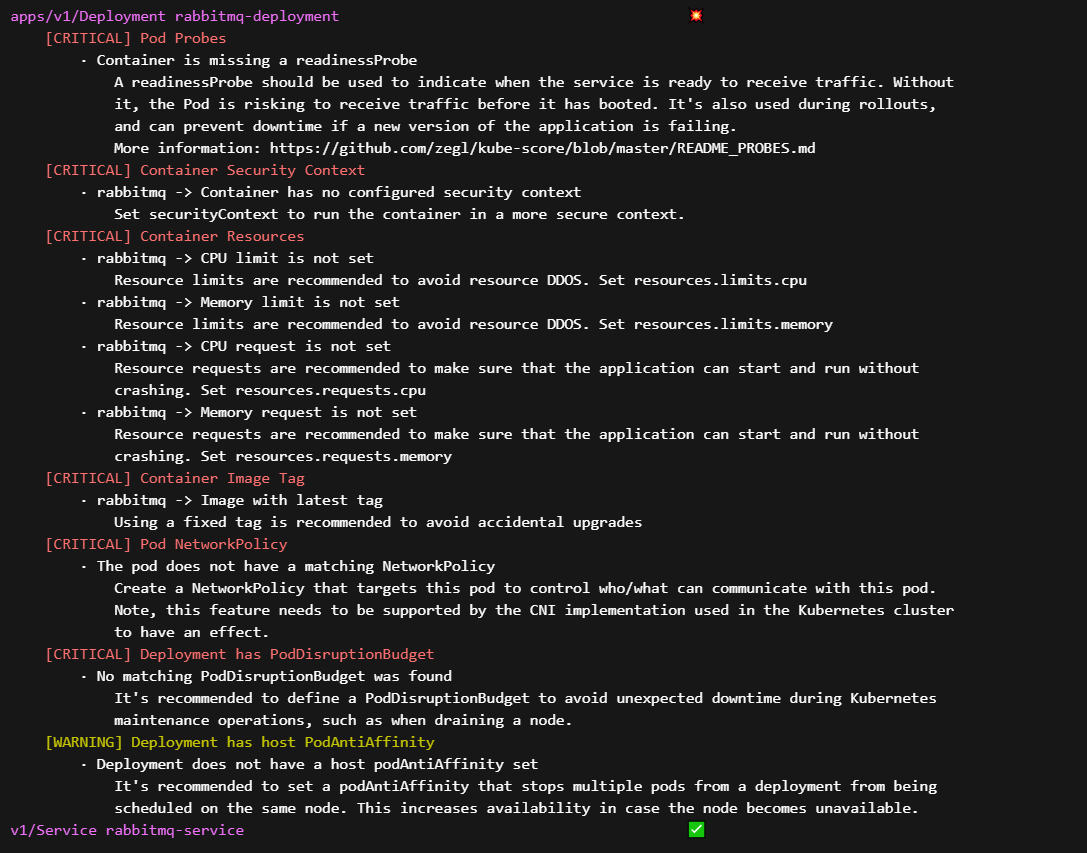 apps/v1/Deployment rabbitmq-deployment 💥
[CRITICAL] Pod Probes
· Container is missing a readinessProbe
A readinessProbe should be used to indicate when the service is ready to receive traffic. Without
it, the Pod is risking to receive traffic before it has booted. It's also used during rollouts,
and can prevent downtime if a new version of the application is failing.
More information: https://github.com/zegl/kube-score/blob/master/README_PROBES.md
[CRITICAL] Container Security Context
· rabbitmq -> Container has no configured security context
Set securityContext to run the container in a more secure context.
[CRITICAL] Container Resources
· rabbitmq -> CPU limit is not set
Resource limits are recommended to avoid resource DDOS. Set resources.limits.cpu
· rabbitmq -> Memory limit is not set
Resource limits are recommended to avoid resource DDOS. Set resources.limits.memory
· rabbitmq -> CPU request is not set
Resource requests are recommended to make sure that the application can start and run without
crashing. Set resources.requests.cpu
· rabbitmq -> Memory request is not set
Resource requests are recommended to make sure that the application can start and run without
crashing. Set resources.requests.memory
[CRITICAL] Container Image Tag
· rabbitmq -> Image with latest tag
Using a fixed tag is recommended to avoid accidental upgrades
[CRITICAL] Pod NetworkPolicy
· The pod does not have a matching NetworkPolicy
Create a NetworkPolicy that targets this pod to control who/what can communicate with this pod.
Note, this feature needs to be supported by the CNI implementation used in the Kubernetes cluster
to have an effect.
[CRITICAL] Deployment has PodDisruptionBudget
· No matching PodDisruptionBudget was found
It's recommended to define a PodDisruptionBudget to avoid unexpected downtime during Kubernetes
maintenance operations, such as when draining a node.
[WARNING] Deployment has host PodAntiAffinity
· Deployment does not have a host podAntiAffinity set
It's recommended to set a podAntiAffinity that stops multiple pods from a deployment from being
scheduled on the same node. This increases availability in case the node becomes unavailable.
v1/Service rabbitmq-service ✅